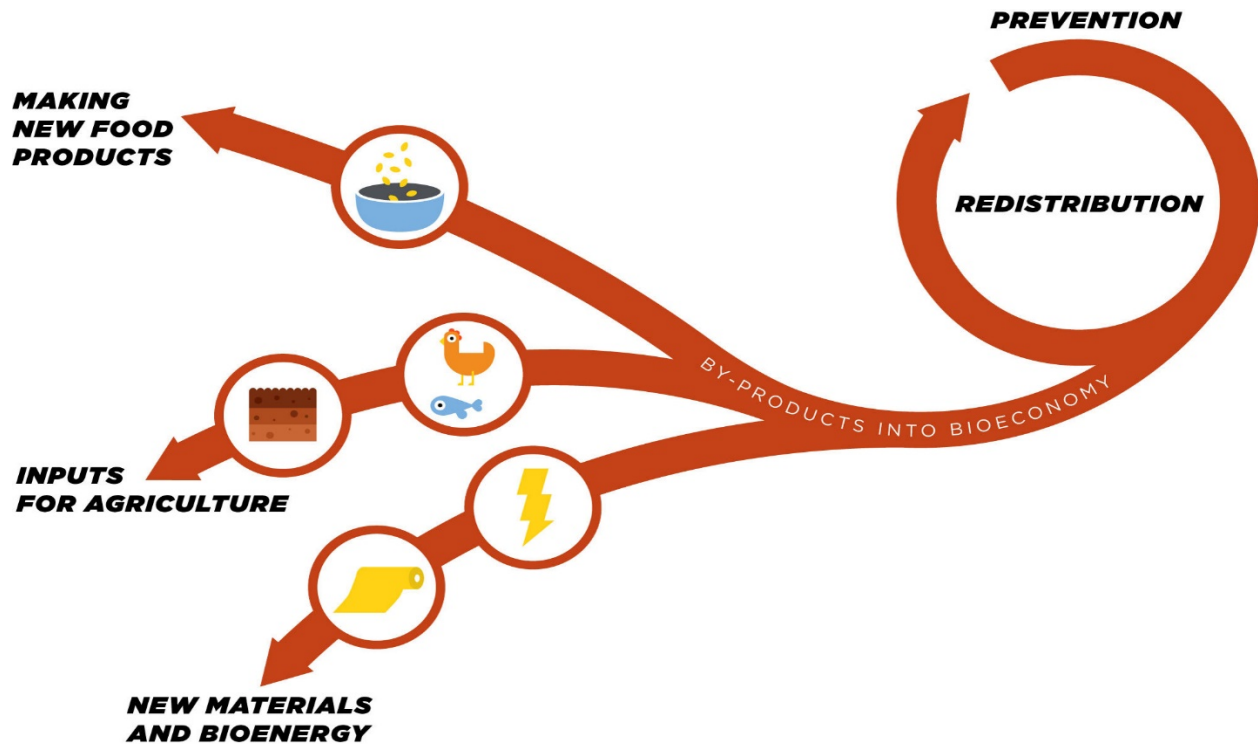 PREVENTION
REDISTRIBUTION
BY-PRODUCTS INTO BIOECONOMY
MAKING
NEW FOOD
PRODUCTS
INPUTS
FOR AGRICULTURE
NEW MATERIALS
AND BIOENERGY